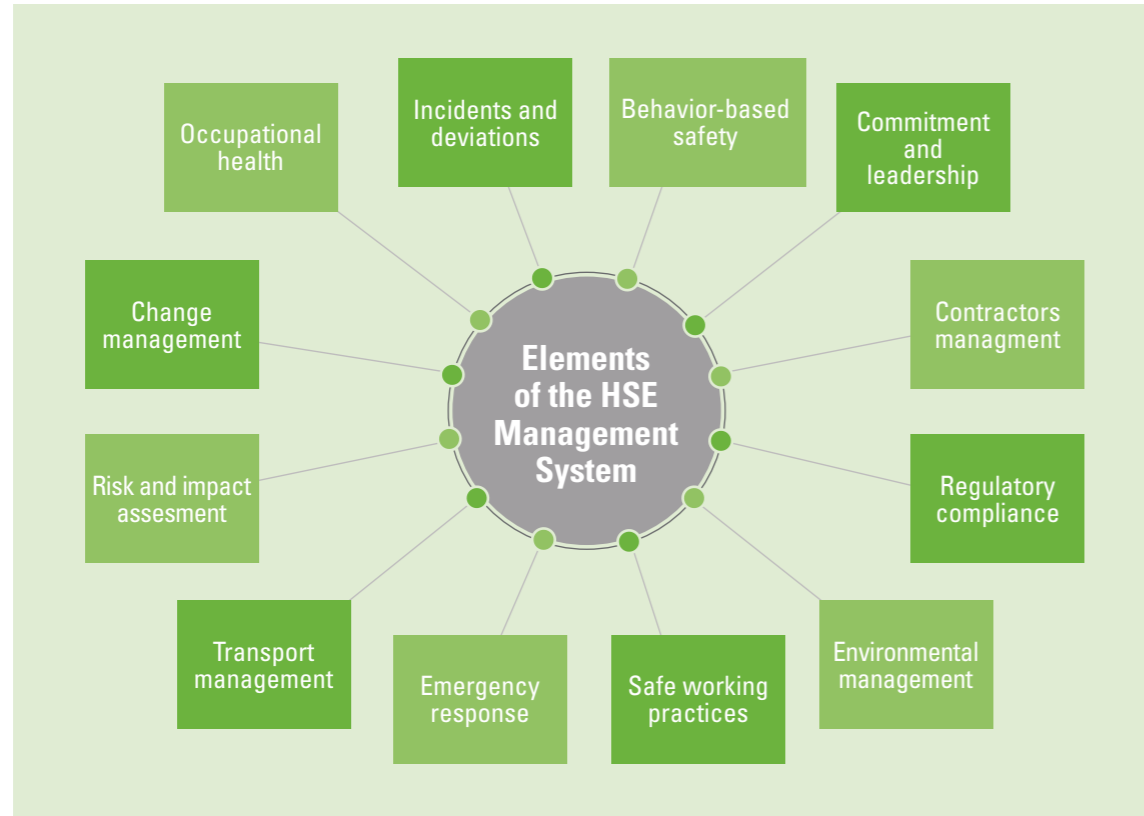 Occupational
health
Incidents and
deviations
Behavior-based
safety
Commitment
and
leadership
Change
management
Elements
of the HSE
Management
System
Contractors
managment
Risk and impact
assesment
Regulatory
compliance
Transport
management
Emergency
response
Safe working
practices
Environmental
management